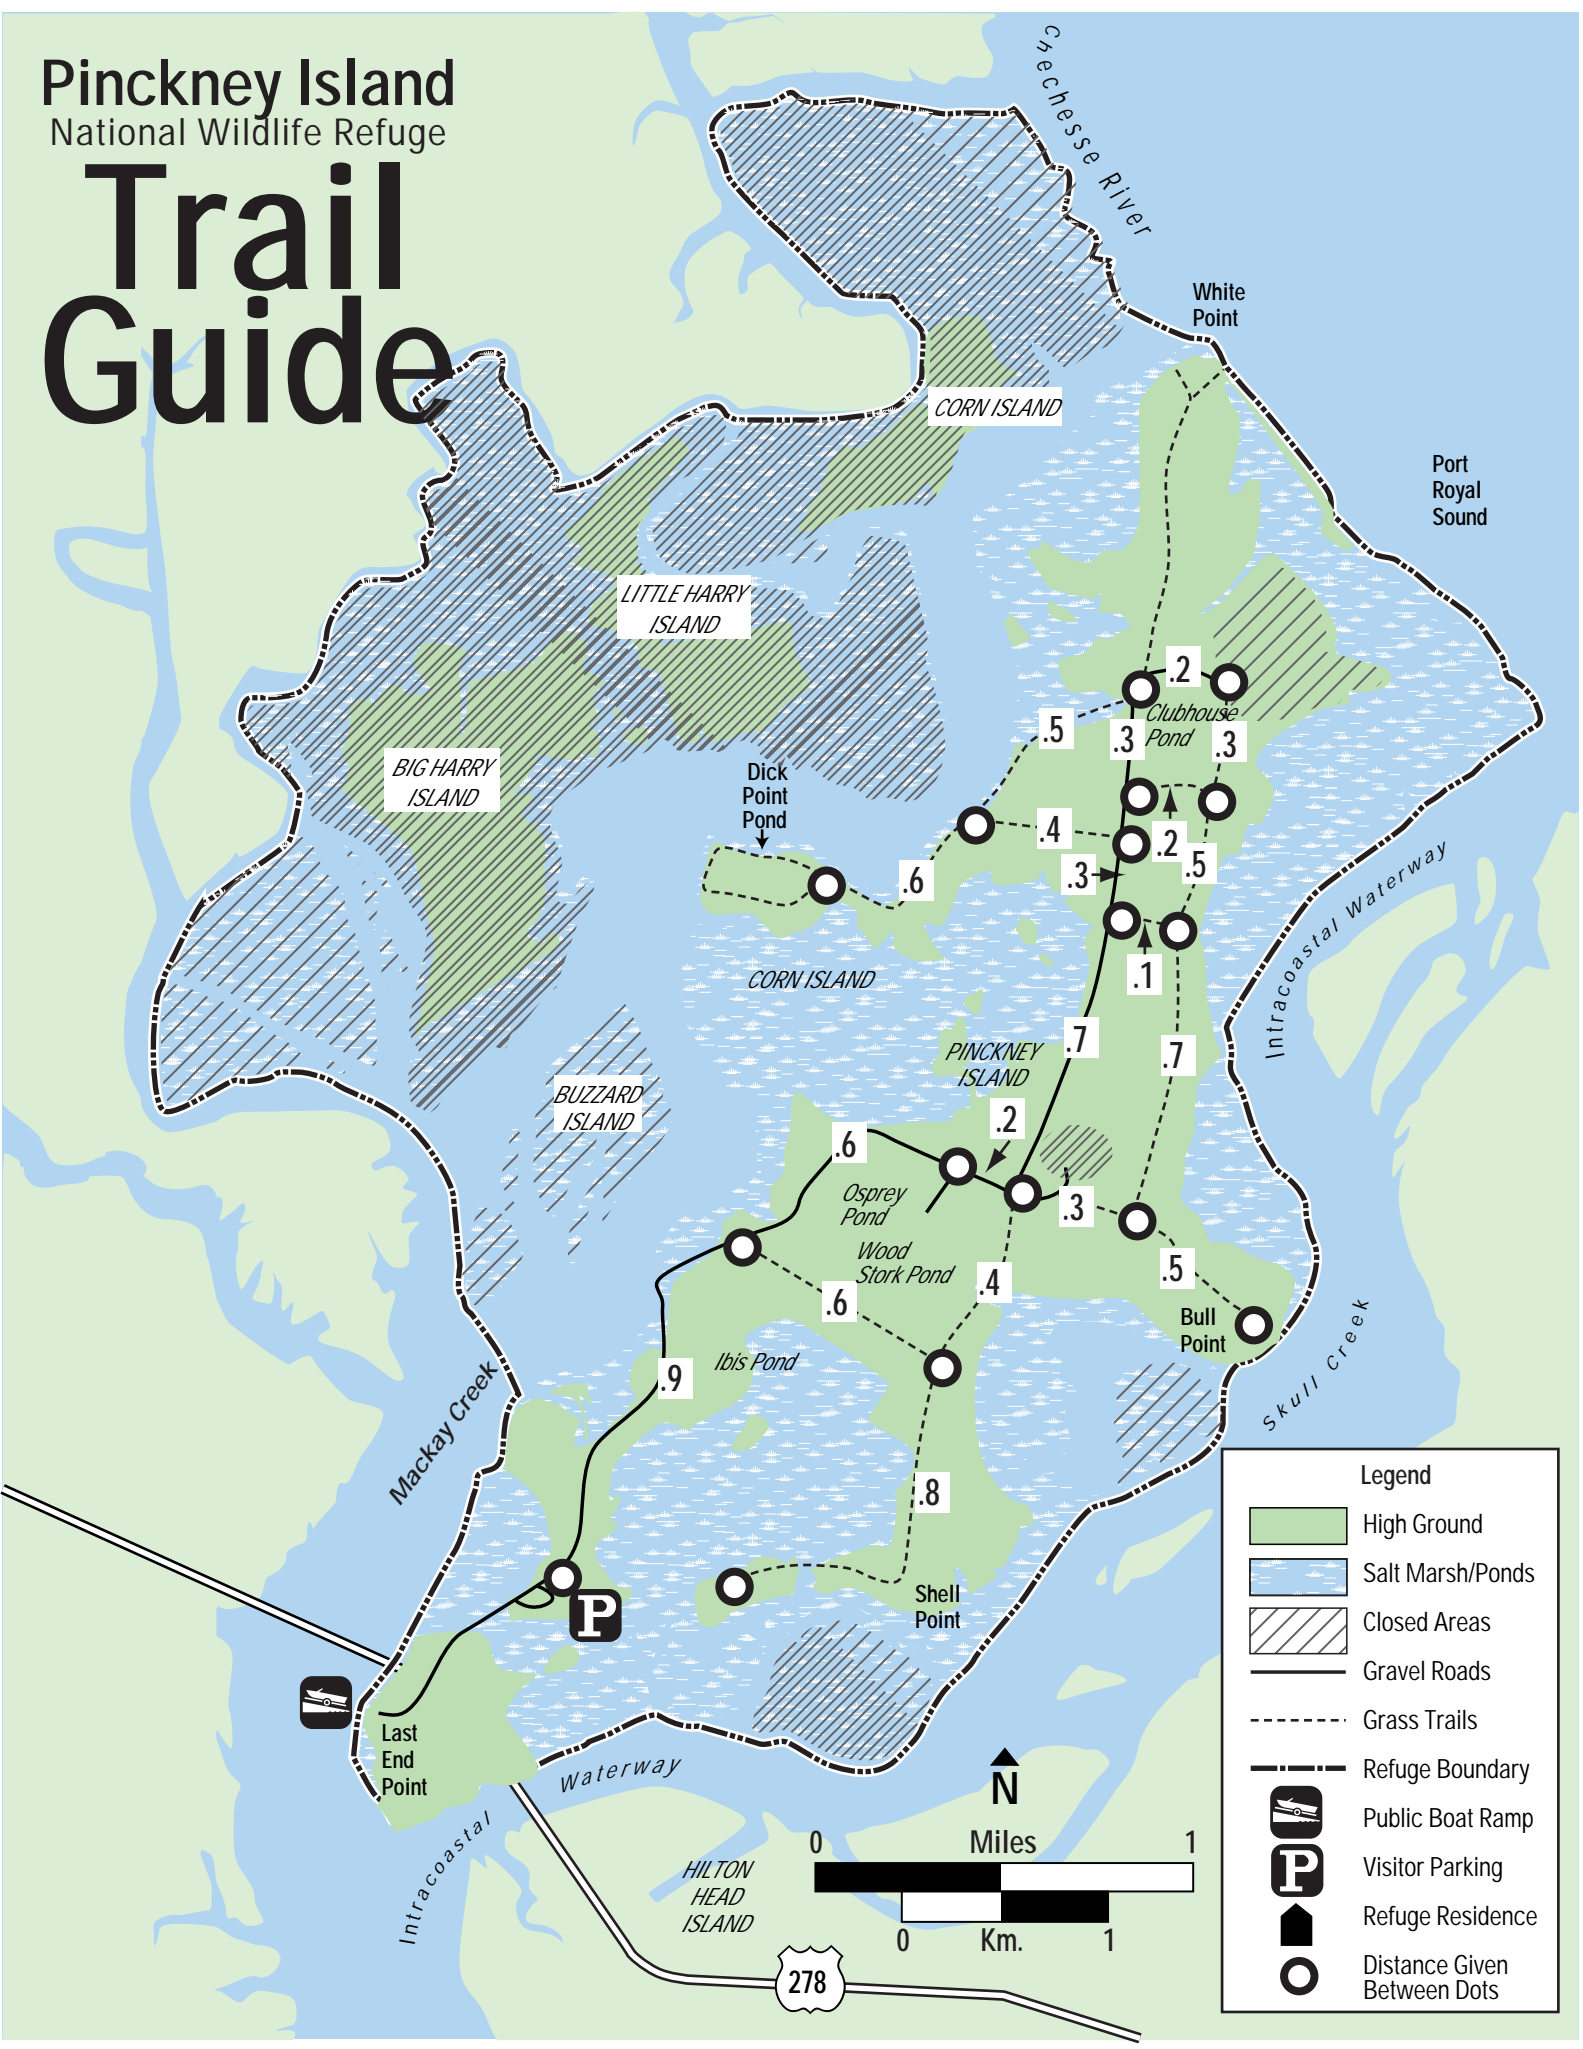 Pinckney Island
National Wildlife Refuge
Trail
Guide
Chechesse River
White
Point
CORN ISLAND
Port
Royal
Sound
LITTLE HARRY
ISLAND
.2
Clubhouse
Pond
.5
.3
.3
BIG HARRY
ISLAND
Dick
Point
Pond
.4
.2
.5
.6
.3
Intracoastal Waterway
CORN ISLAND
.1
.7
.7
PINCKNEY
ISLAND
BUZZARD
ISLAND
.2
.6
Osprey
Pond
.3
Wood
Stork Pond
.4
.5
.6
Bull
Point
Ibis Pond
.9
Mackay Creek
Skull Creek
.8
Shell
Point
P
Last
End
Point
Intracoastal
Waterway
N
HILTON
HEAD
ISLAND
278
0 Miles 1
0 Km. 1
Legend
High Ground
Salt Marsh/Ponds
Closed Areas
Gravel Roads
Grass Trails
Refuge Boundary
Public Boat Ramp
P Visitor Parking
Refuge Residence
Distance Given
Between Dots